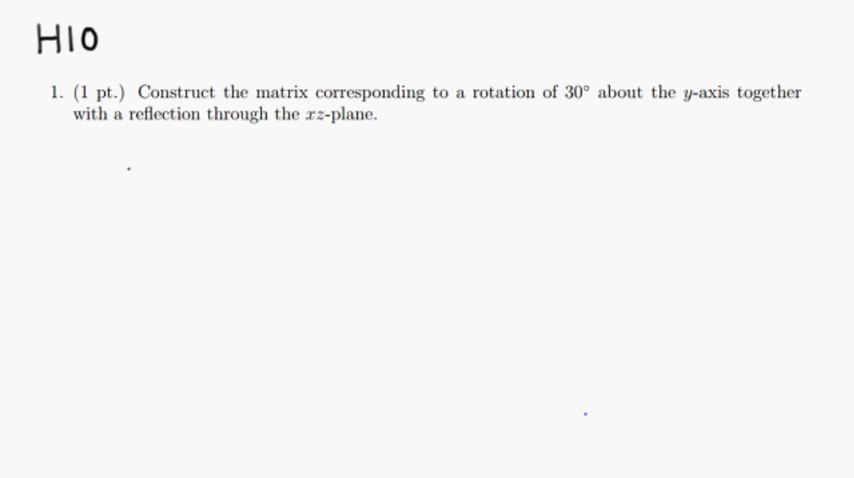 H10
1. (1 pt.) Construct the matrix corresponding to a rotation of 30° about the y-axis together
with a reflection through the xz-plane.